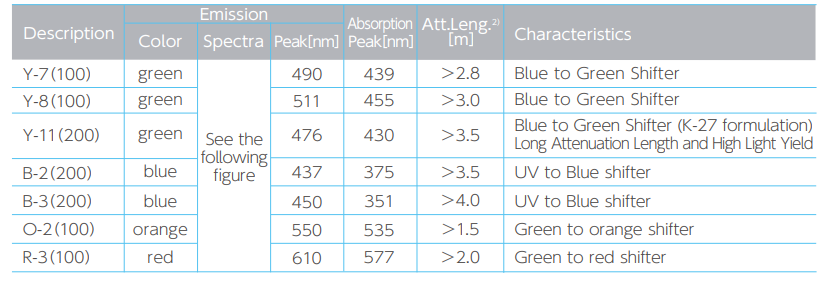 Description Emission Absorption Peak[nm] Att.Leng.2) [m] Characteristics
Color Spectra Peak[nm]
Y-7(100) green 490 439 >2.8 Blue to Green Shifter
Y-8(100) green 511 455 >3.0 Blue to Green Shifter
Y-11(200) green See the following figure 476 430 >3.5 Blue to Green Shifter (K-27 formulation)
Long Attenuation Length and High Light Yield
B-2(200) blue 437 375 >3.5 UV to Blue shifter
B-3(200) blue 450 351 >4.0 UV to Blue Shifter
O-2(100) orange 550 535 >1.5 Green to orange shifter
R-3(100) red 610 577 >2.0 Green to red shifter